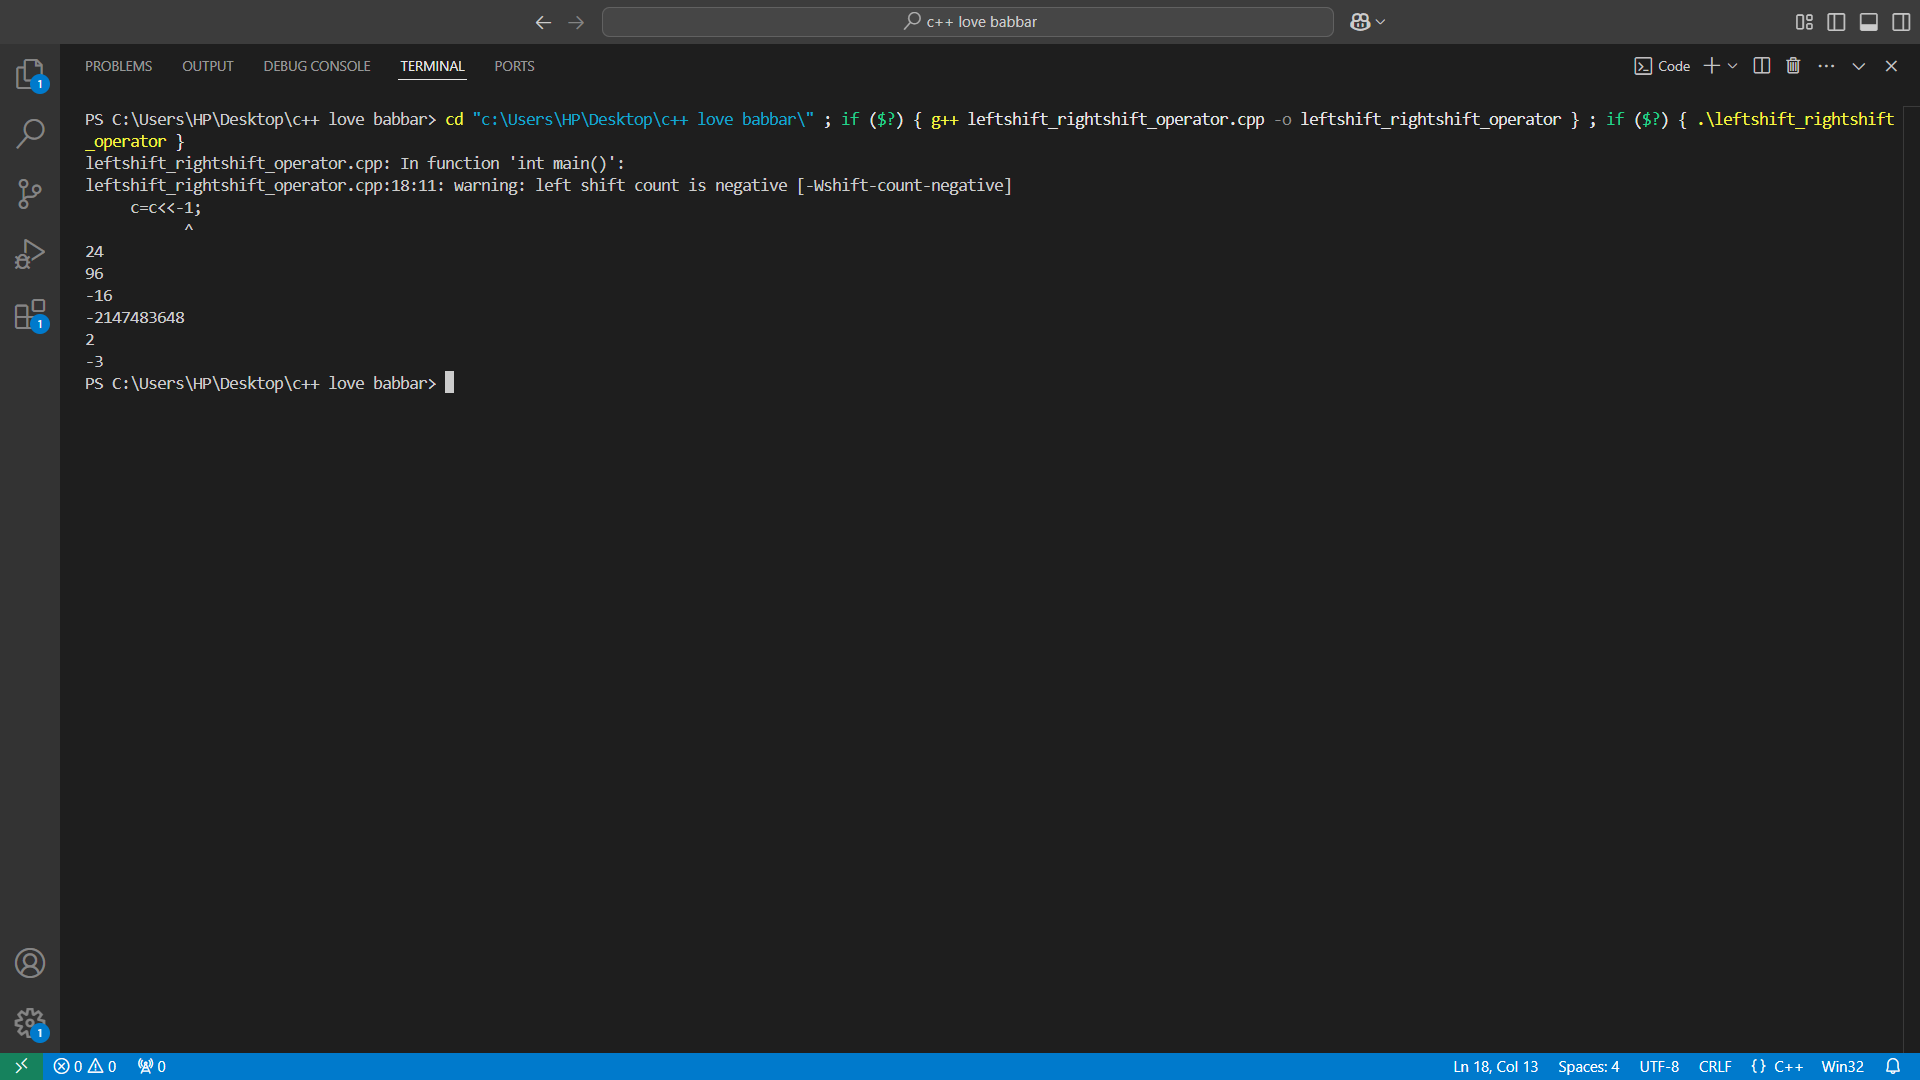 c++ love babbar
PROBLEMS OUTPUT DEBUG CONSOLE TERMINAL PORTS Code
1
PS C:\Users\HP\Desktop\c++ love babbar> cd "c:\Users\HP\Desktop\c++ love babbar\" ; if ($?) { g++ leftshift_rightshift_operator.cpp -o leftshift_rightshift_operator } ; if ($?) { .\leftshift_rightshift
_operator }
leftshift_rightshift_operator.cpp: In function 'int main()':
leftshift_rightshift_operator.cpp:18:11: warning: left shift count is negative [-Wshift-count-negative]
     c=c<<-1;
           ^
24
96
-16
-2147483648
2
-3
PS C:\Users\HP\Desktop\c++ love babbar>
1
1
0 0 0 Ln 18, Col 13 Spaces: 4 UTF-8 CRLF {} C++ Win32